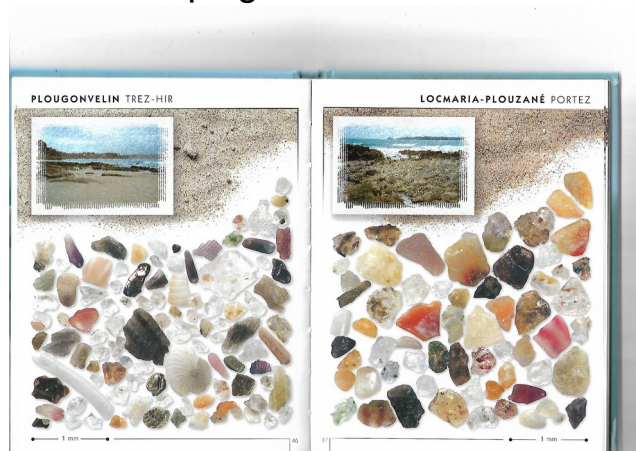 PLOUGONVELIN TREZ-HIR
LOCMARIA-PLOUZANÉ PORTEZ
1 mm
46
47
1 mm